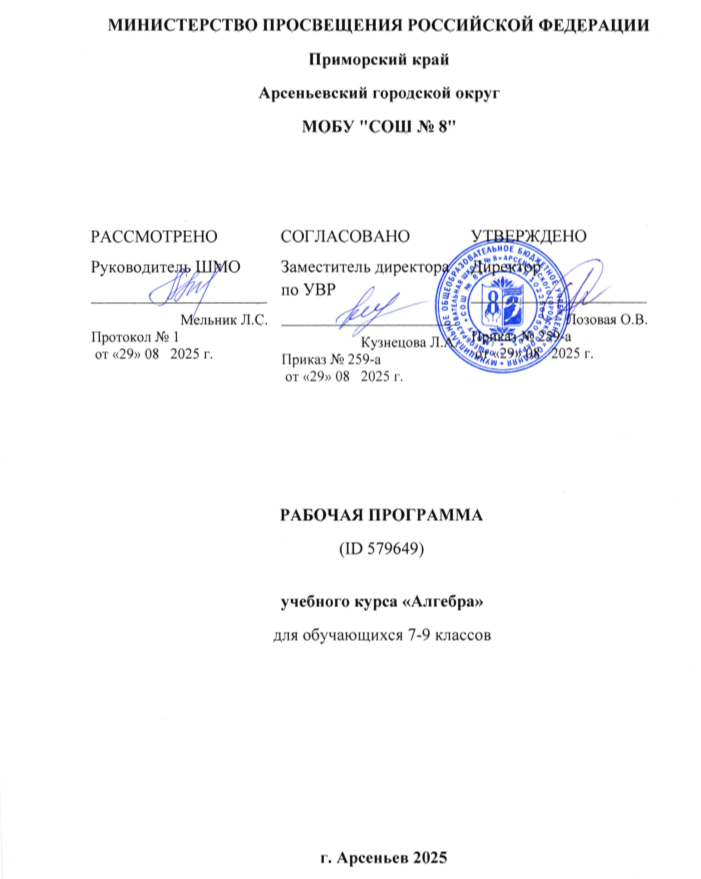 МИНИСТЕРСТВО ПРОСВЕЩЕНИЯ РОССИЙСКОЙ ФЕДЕРАЦИИ
Приморский край
Арсеньевский городской округ
МОБУ "СОШ № 8"
РАССМОТРЕНО
Руководитель ШМО
Мельник Л.С.
Протокол № 1
от «29» 08 2025 г.
СОГЛАСОВАНО
Заместитель директора
по УВР
Кузнецова Л.А.
Приказ № 259-а
от «29» 08 2025 г.
УТВЕРЖДЕНО
Директор
Лозовая О.В.
Приказ № 259-а
от «29» 08 2025 г.
РАБОЧАЯ ПРОГРАММА
(ID 579649)
учебного курса «Алгебра»
для обучающихся 7-9 классов
г. Арсеньев 2025